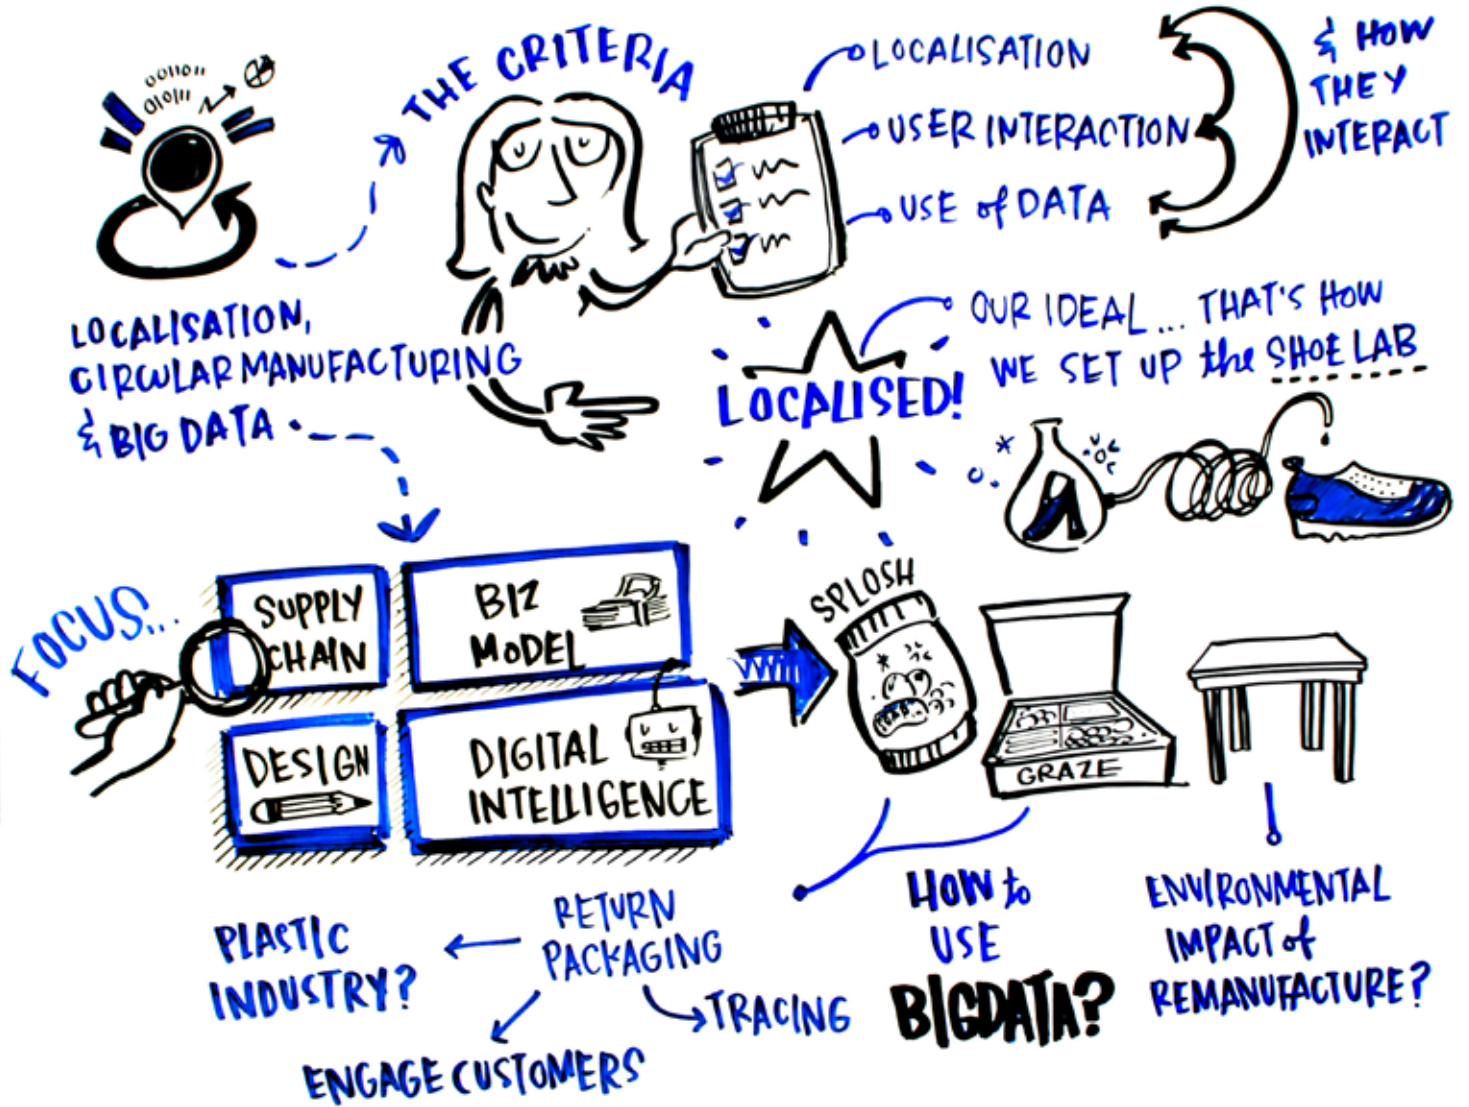 001011
01011
THE CRITERIA
LOCALISATION
USER INTERACTION
USE of DATA
& HOW
THEY
INTERACT
LOCALISATION,
CIRCULAR MANUFACTURING
& BIG DATA
LOCALISED!
OUR IDEAL... THAT'S HOW
WE SET UP the SHOE LAB
FOCUS...
SUPPLY
CHAIN
BIZ
MODEL
DESIGN
DIGITAL
INTELLIGENCE
SPLOSH
GRAZE
PLASTIC
INDUSTRY?
RETURN
PACKAGING
TRACING
ENGAGE CUSTOMERS
HOW to
USE
BIGDATA?
ENVIRONMENTAL
IMPACT of
REMANUFACTURE?